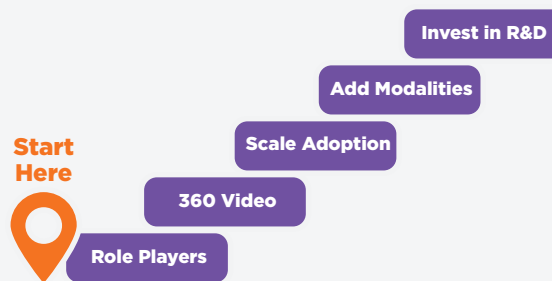 Invest in R&D
Add Modalities
Scale Adoption
Start
Here
360 Video
Role Players